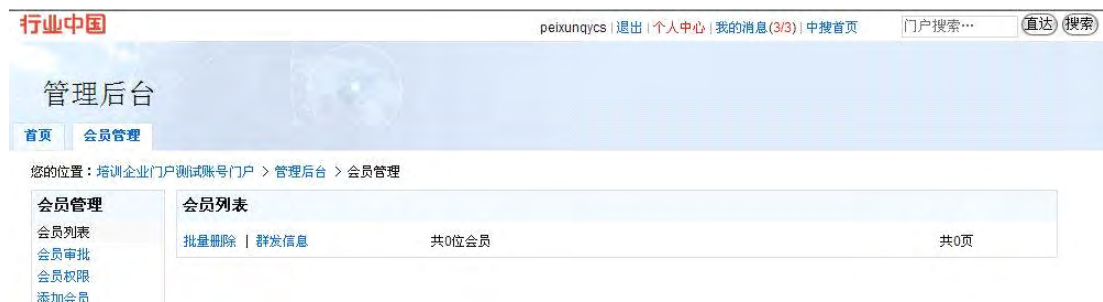 行业中国
peixunqycs | 退出 | 个人中心 | 我的消息(3/3) | 中搜首页 门户搜索… 直达 搜索
管理后台
首页 会员管理
您的位置：培训企业门户测试账号门户 > 管理后台 > 会员管理
会员管理
会员列表
会员审批
会员权限
添加会员
会员列表
批量删除 | 群发信息 共0位会员 共0页